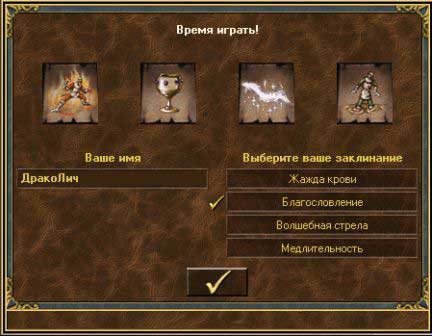 Время играть!
Ваше имя
ДракоЛич
Выберите ваше заклинание
Жажда крови
Благословление
Волшебная стрела
Медлительность